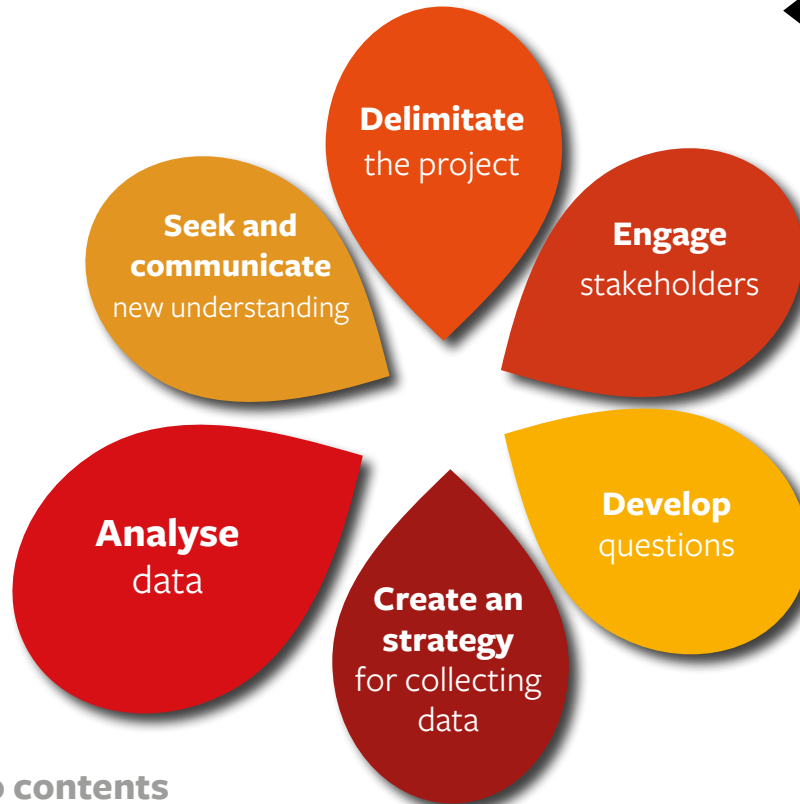 Delimitate
the project
Engage
stakeholders
Develop
questions
Create an
strategy
for collecting
data
Analyse
data
Seek and
communicate
new understanding
contents